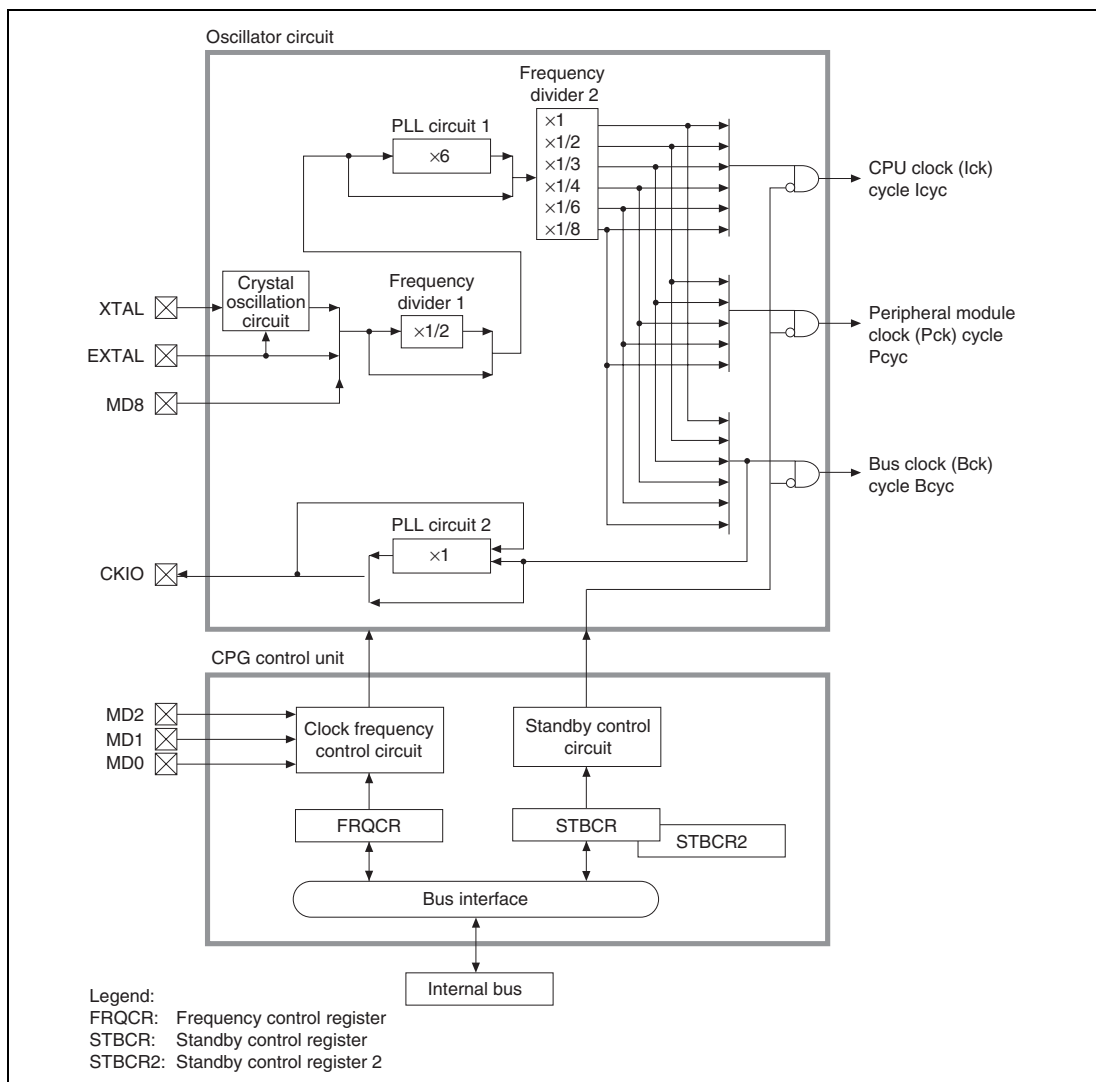 Oscillator circuit
Frequency
divider 2
PLL circuit 1
×6
×1
×1/2
×1/3
×1/4
×1/6
×1/8
CPU clock (Ick)
cycle Icyc
Crystal
oscillation
circuit
Frequency
divider 1
×1/2
XTAL
EXTAL
MD8
Peripheral module
clock (Pck) cycle
Pcyc
Bus clock (Bck)
cycle Bcyc
PLL circuit 2
×1
CKIO
CPG control unit
MD2
MD1
MD0
Clock frequency
control circuit
Standby control
circuit
FRQCR
STBCR
STBCR2
Bus interface
Internal bus
Legend:
FRQCR: Frequency control register
STBCR: Standby control register
STBCR2: Standby control register 2